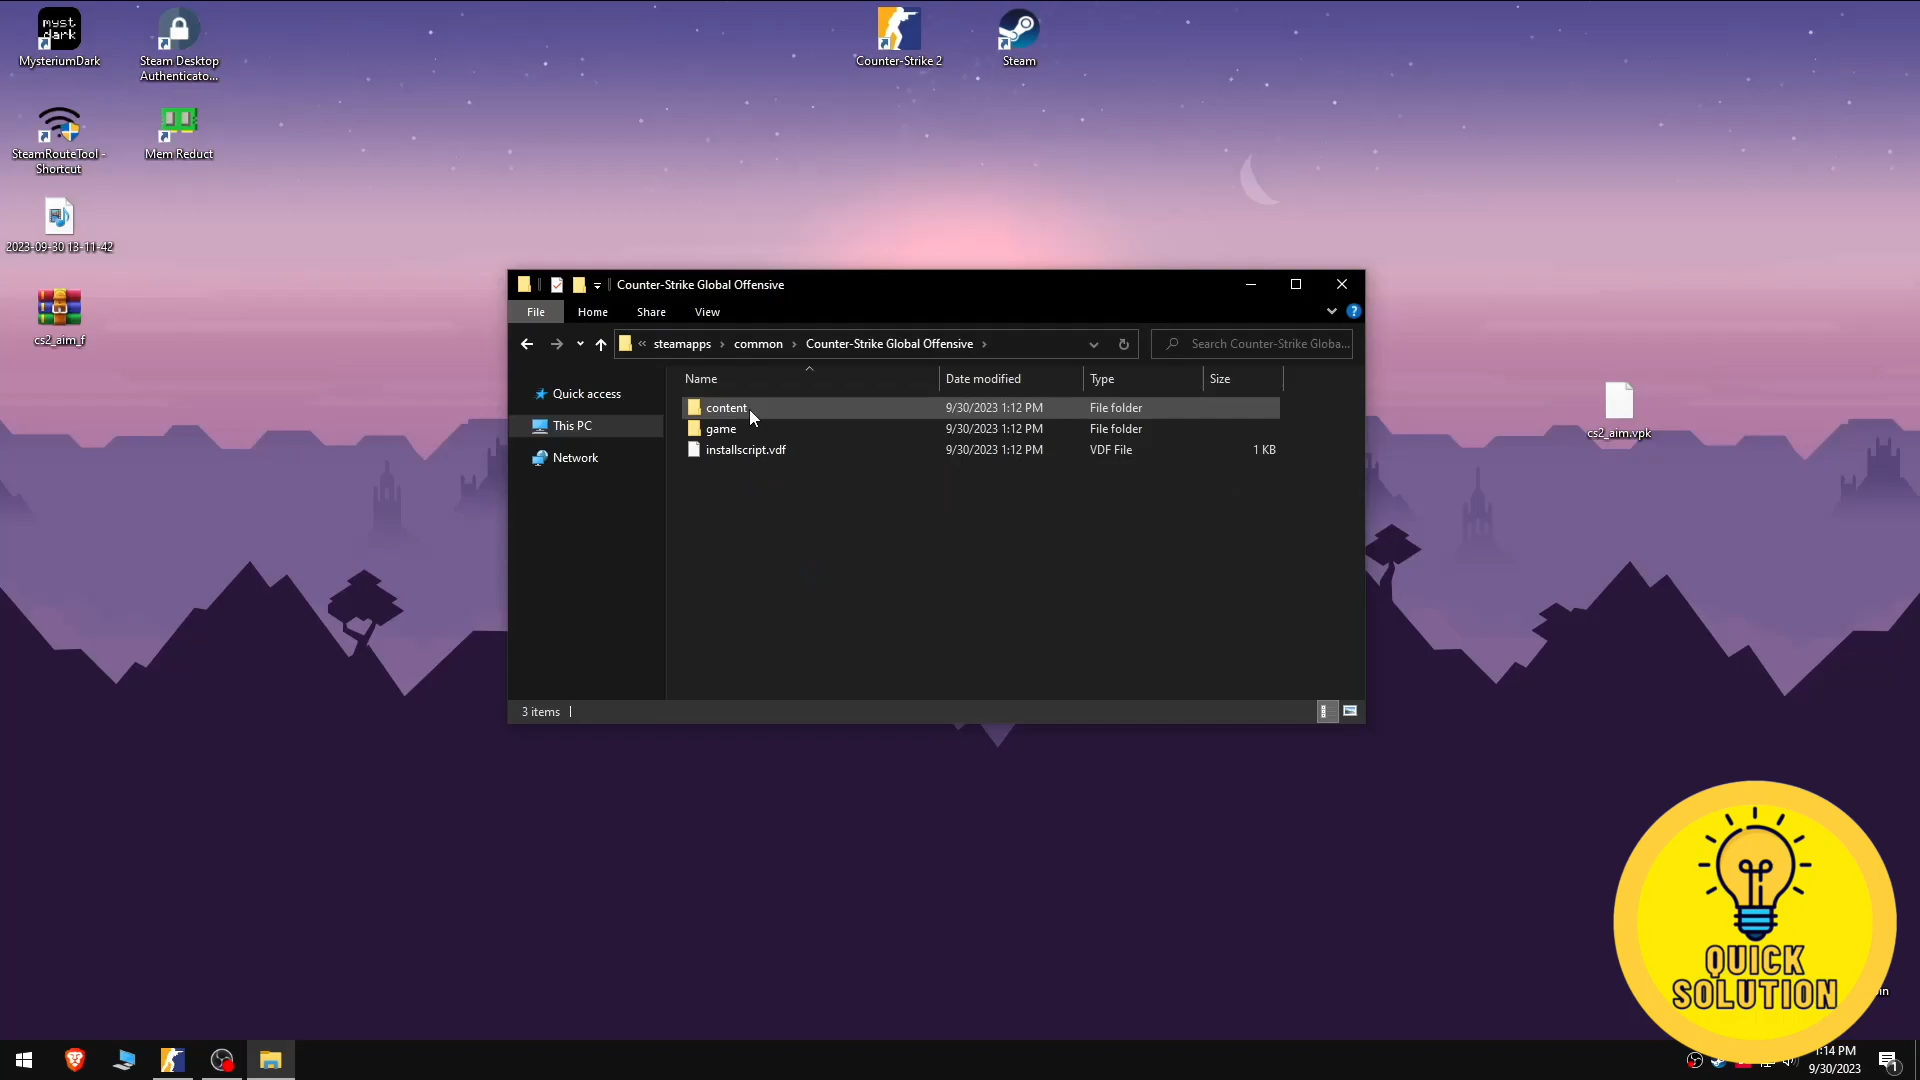 myst
dark
MysteriumDark
Steam Desktop
Authenticato...
Counter-Strike 2
Steam
SteamRouteTool -
Shortcut
Mem Reduct
2023-09-30 13-11-42
cs2_aim_f
cs2_aim.vpk
Counter-Strike Global Offensive
File
Home
Share
View
steamapps
common
Counter-Strike Global Offensive
Search Counter-Strike Globa...
Quick access
This PC
Network
Name
Date modified
Type
Size
content
9/30/2023 1:12 PM
File folder
game
9/30/2023 1:12 PM
File folder
installscript.vdf
9/30/2023 1:12 PM
VDF File
1 KB
3 items
QUICK
SOLUTION
in
1:14 PM
9/30/2023
1